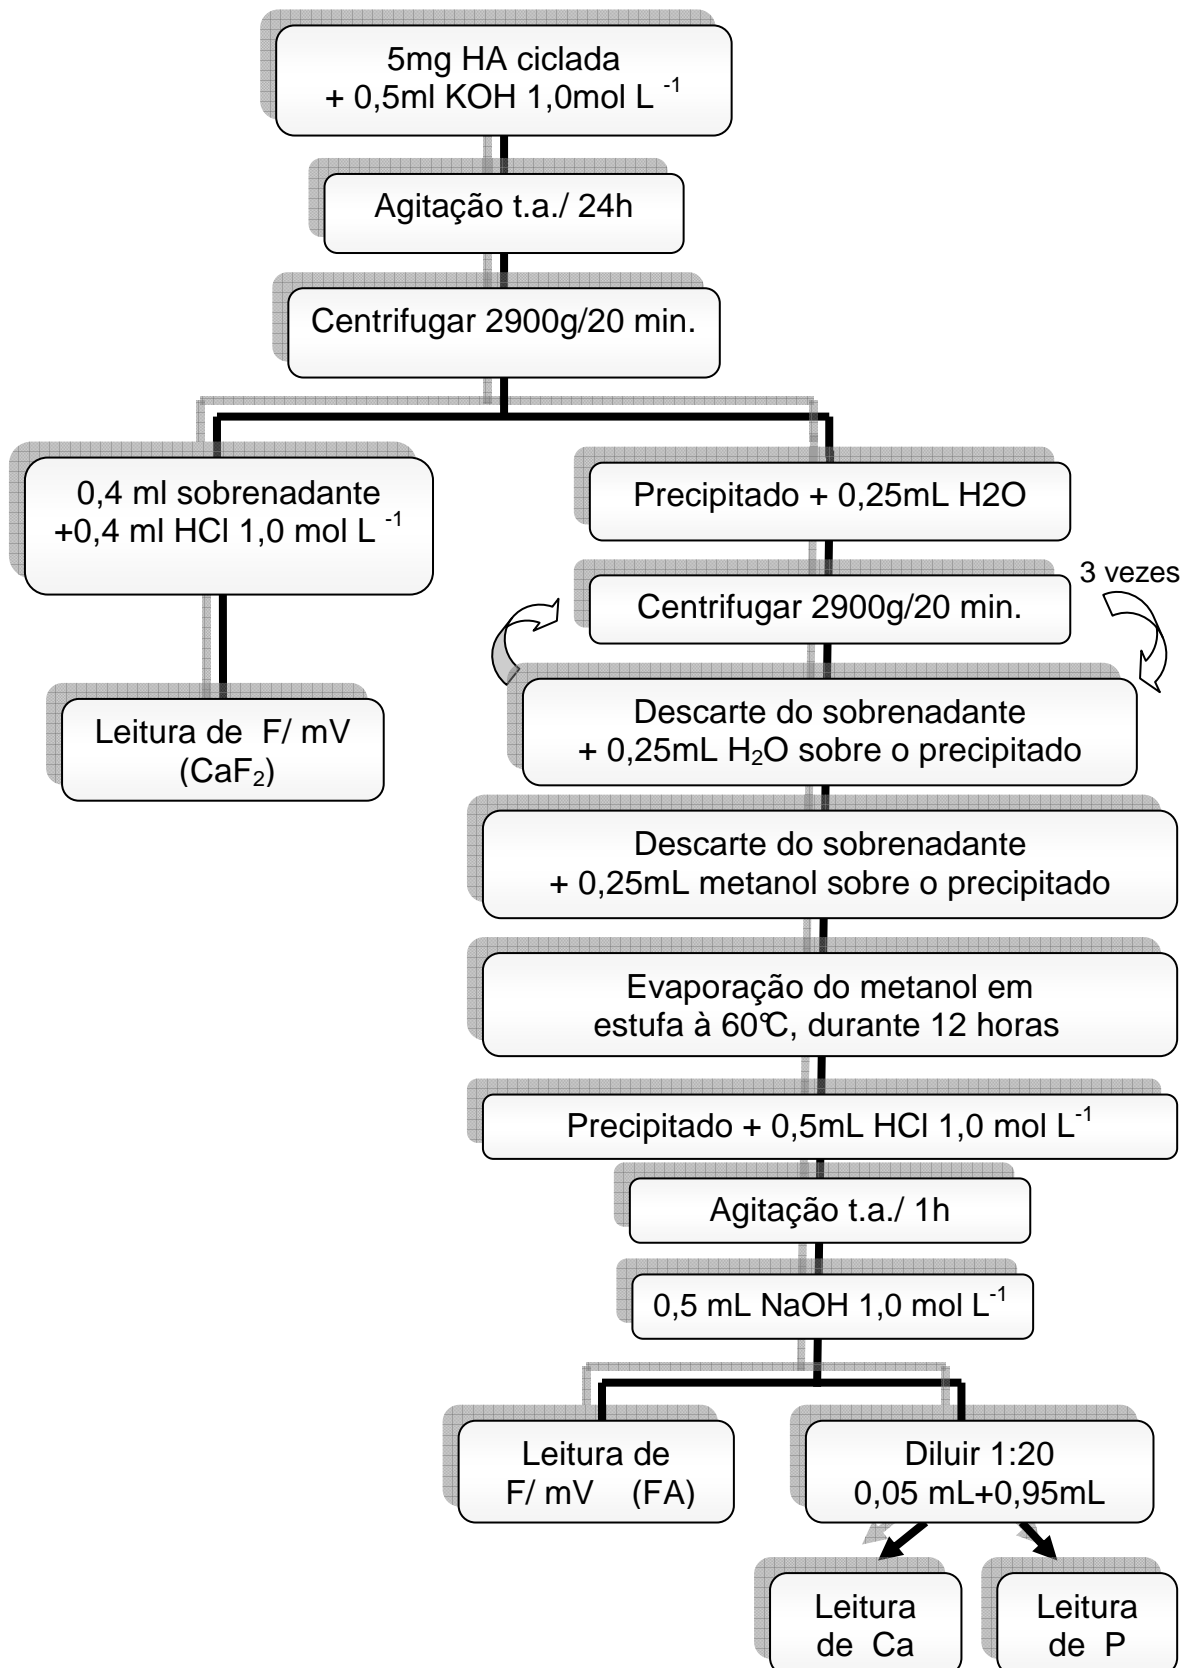 5mg HA ciclada
+ 0,5ml KOH 1,0mol L ⁻¹
Agitação t.a./ 24h
Centrifugar 2900g/20 min.
0,4 ml sobrenadante
+0,4 ml HCl 1,0 mol L ⁻¹
Leitura de F/ mV
(CaF₂)
Precipitado + 0,25mL H2O
3 vezes
Centrifugar 2900g/20 min.
Descarte do sobrenadante
+ 0,25mL H₂O sobre o precipitado
Descarte do sobrenadante
+ 0,25mL metanol sobre o precipitado
Evaporação do metanol em
estufa à 60°C, durante 12 horas
Precipitado + 0,5mL HCl 1,0 mol L⁻¹
Agitação t.a./ 1h
0,5 mL NaOH 1,0 mol L⁻¹
Leitura de
F/ mV (FA)
Diluir 1:20
0,05 mL+0,95mL
Leitura
de Ca
Leitura
de P